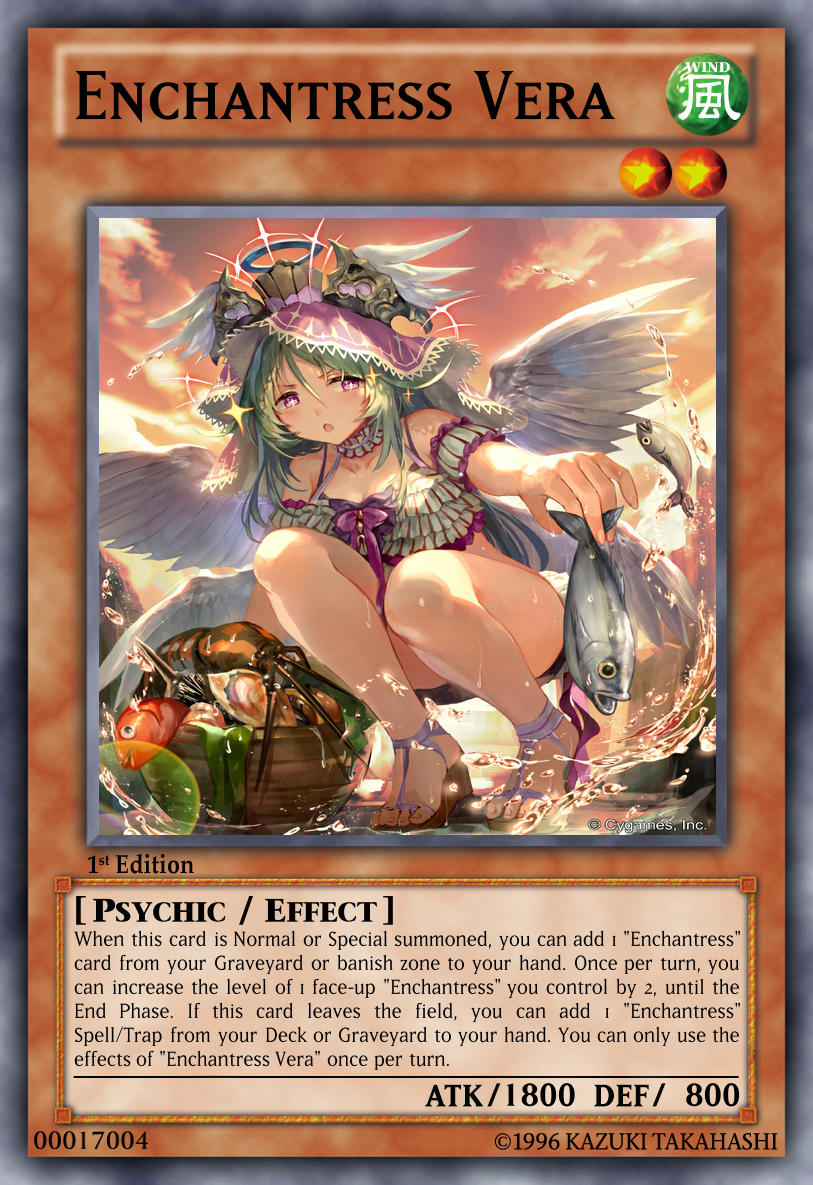 Enchantress Vera
WIND
風
© Cygames, Inc.
1st Edition
[ Psychic / Effect ]
When this card is Normal or Special summoned, you can add 1 "Enchantress"
card from your Graveyard or banish zone to your hand. Once per turn, you
can increase the level of 1 face-up "Enchantress" you control by 2, until the
End Phase. If this card leaves the field, you can add 1 "Enchantress"
Spell/Trap from your Deck or Graveyard to your hand. You can only use the
effects of "Enchantress Vera" once per turn.
ATK/1800 DEF/ 800
00017004 ©1996 KAZUKI TAKAHASHI